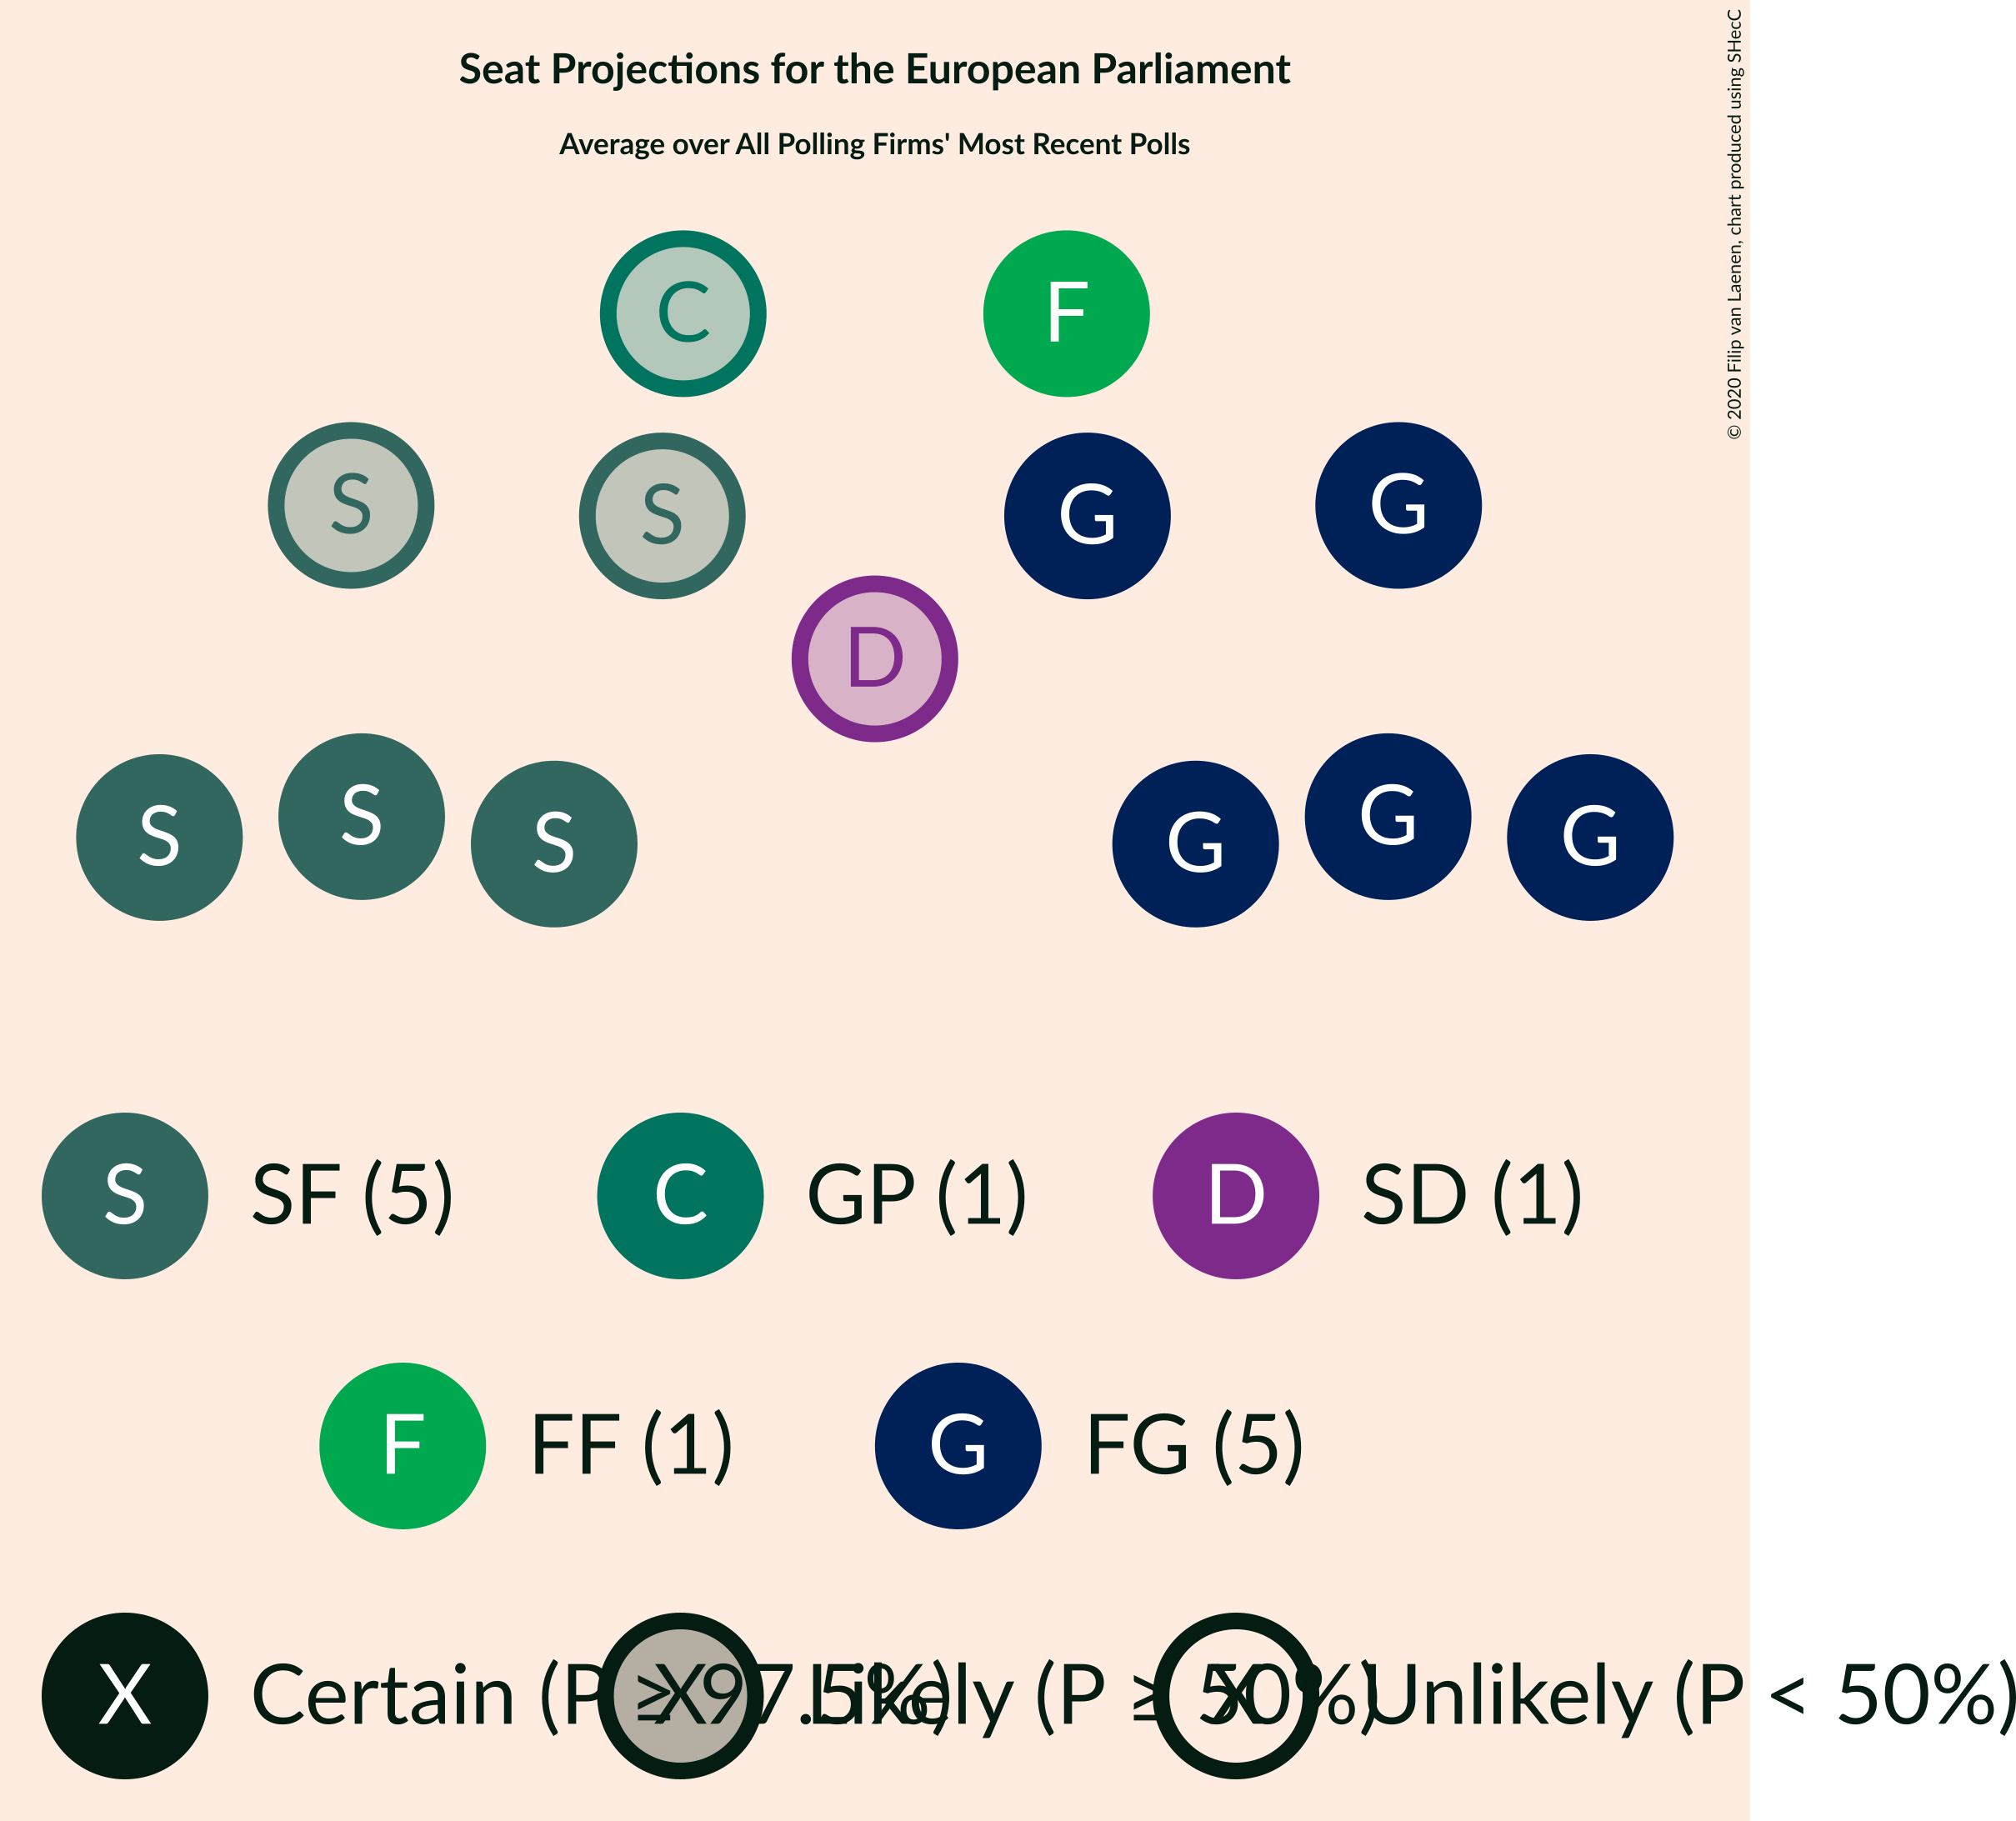 Seat Projections for the European Parliament
Average over All Polling Firms' Most Recent Polls
© 2020 Filip van Laenen, chart produced using SHecC
C F
S S G G
D
S S S G G G
S SF (5) C GP (1) D SD (1)
F FF (1) G FG (5)
X Certain (P ≥ 97.5%) X Likely (P ≥ 50%) X Unlikely (P < 50%)